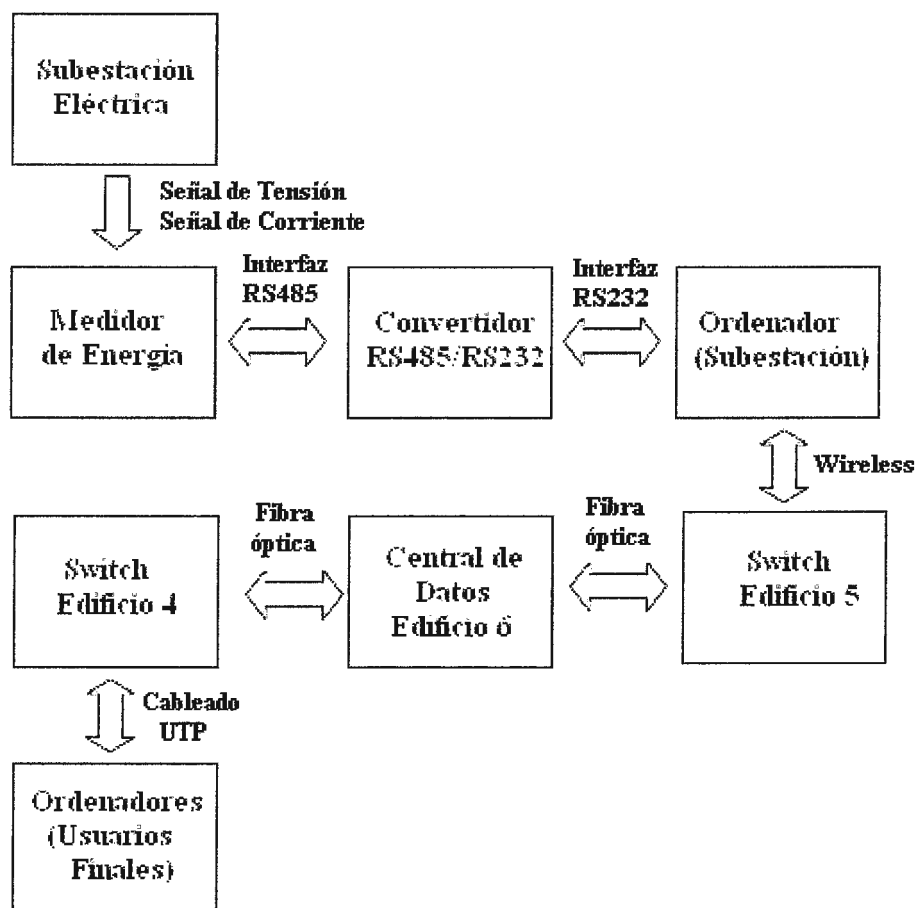 Subestación
Eléctrica
Señal de Tensión
Señal de Corriente
Medidor
de Energia
Interfaz
RS485
Convertidor
RS485/RS232
Interfaz
RS232
Ordenador
(Subestación)
Wireless
Switch
Edificio 4
Fibra
óptica
Central de
Datos
Edificio 6
Fibra
óptica
Switch
Edificio 5
Cableado
UTP
Ordenadores
(Usuarios
Finales)